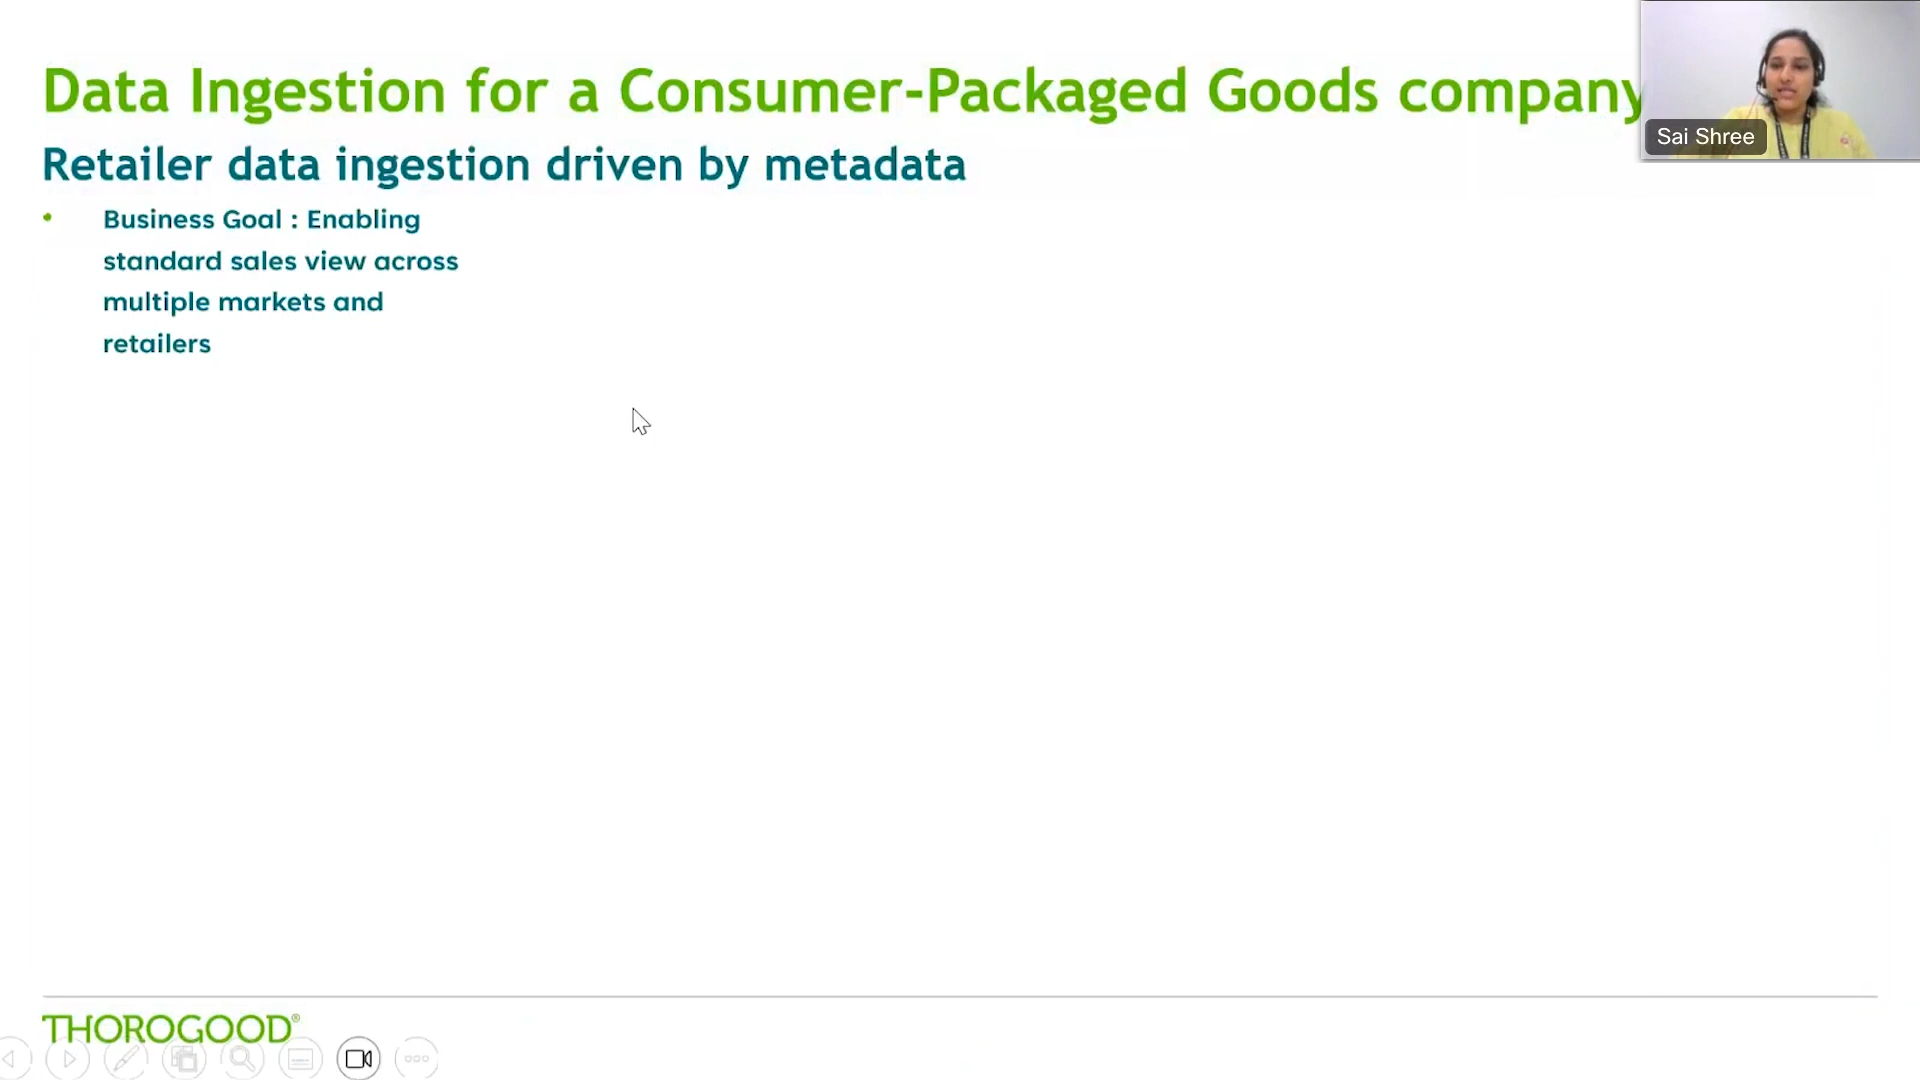 Data Ingestion for a Consumer-Packaged Goods company
Sai Shree
Retailer data ingestion driven by metadata
• Business Goal : Enabling
standard sales view across
multiple markets and
retailers
THOROGOOD®